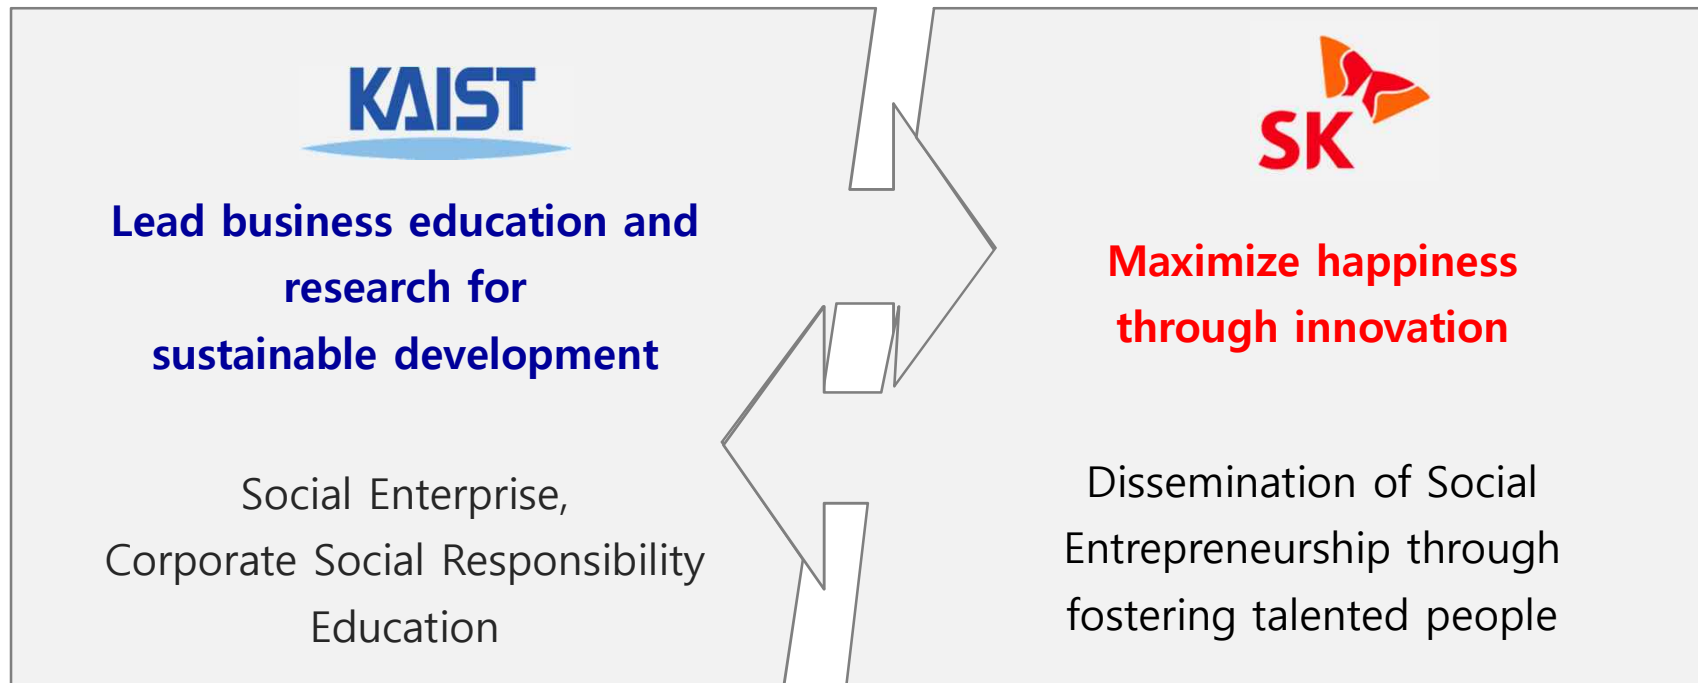 KAIST
Lead business education and
research for
sustainable development
Social Enterprise,
Corporate Social Responsibility
Education
SK
Maximize happiness
through innovation
Dissemination of Social
Entrepreneurship through
fostering talented people